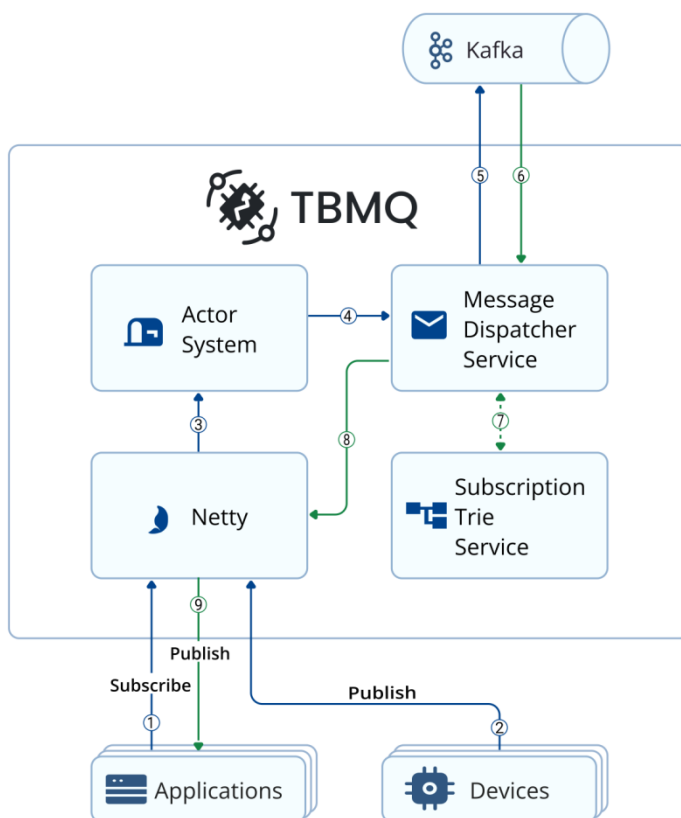 Kafka
5
6
TBMQ
Actor
System
4
Message
Dispatcher
Service
3
8
7
Netty
Subscription
Trie
Service
9
Publish
Subscribe
Publish
1
2
Applications
Devices